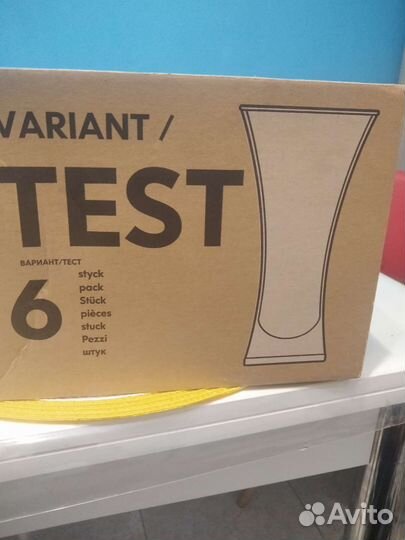 VARIANT /
TEST
ВАРИАНТ/ТЕСТ
6
styck
pack
Stück
pièces
stuck
Pezzi
штук
Avito